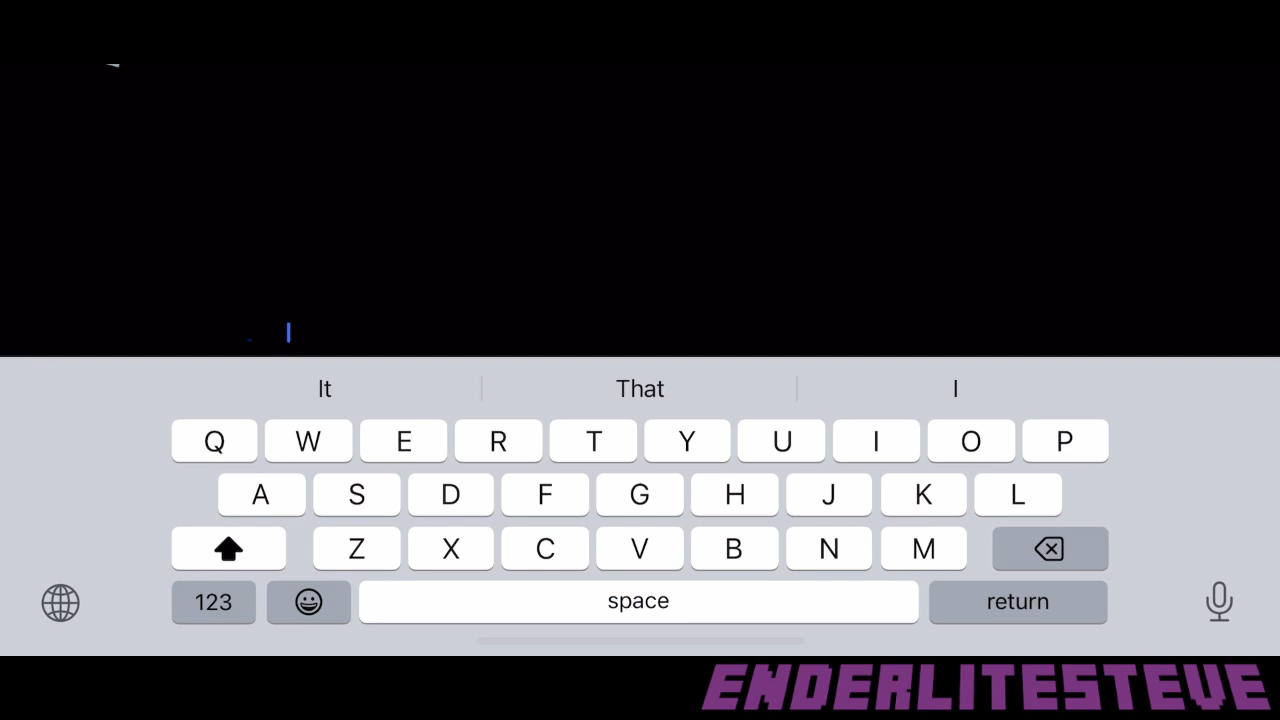 It That I
Q W E R T Y U I O P
A S D F G H J K L
Z X C V B N M
123 space return
ENDERLITESTEVE